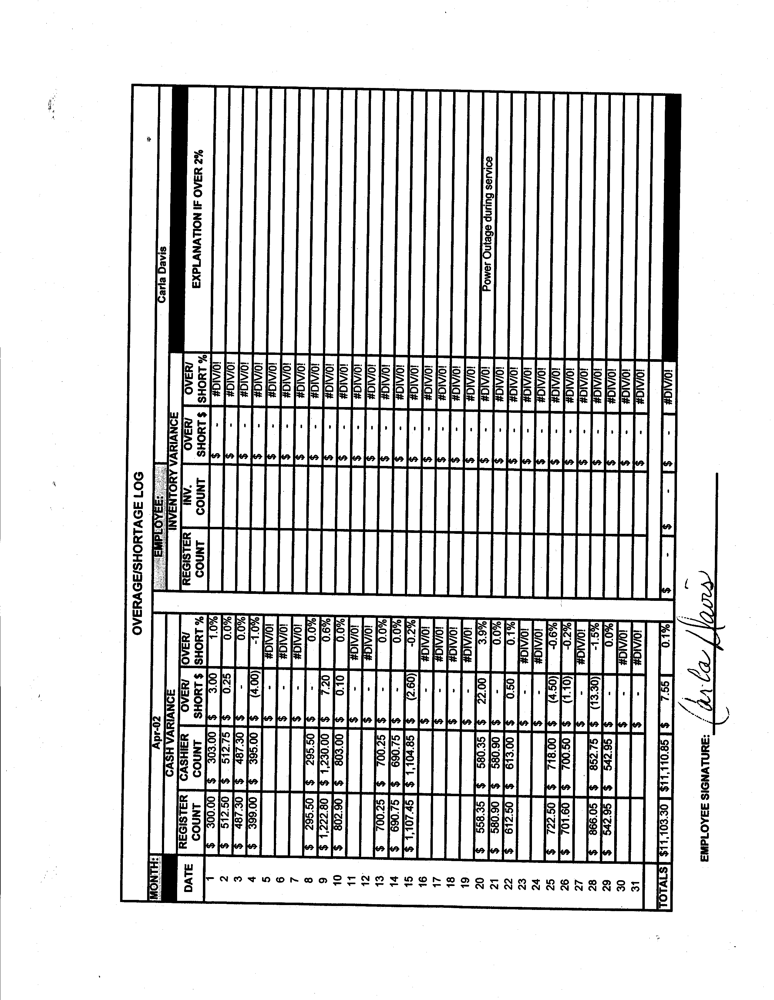 OVERAGE/SHORTAGE LOG
MONTH: Apr-02 EMPLOYEE: Carla Davis
CASH VARIANCE INVENTORY VARIANCE
DATE REGISTER COUNT CASHIER COUNT OVER/ SHORT $ OVER/ SHORT % REGISTER COUNT INV. COUNT OVER/ SHORT $ OVER/ SHORT % EXPLANATION IF OVER 2%
1 $ 300.00 $ 303.00 $ 3.00 1.0% $ - #DIV/0!
2 $ 512.50 $ 512.75 $ 0.25 0.0% $ - #DIV/0!
3 $ 487.30 $ 487.30 $ - 0.0% $ - #DIV/0!
4 $ 399.00 $ 395.00 $ (4.00) -1.0% $ - #DIV/0!
5 $ - #DIV/0! $ - #DIV/0!
6 $ - #DIV/0! $ - #DIV/0!
7 $ - #DIV/0! $ - #DIV/0!
8 $ 295.50 $ 295.50 $ - 0.0% $ - #DIV/0!
9 $ 1,222.80 $ 1,230.00 $ 7.20 0.6% $ - #DIV/0!
10 $ 802.90 $ 803.00 $ 0.10 0.0% $ - #DIV/0!
11 $ - #DIV/0! $ - #DIV/0!
12 $ - #DIV/0! $ - #DIV/0!
13 $ 700.25 $ 700.25 $ - 0.0% $ - #DIV/0!
14 $ 690.75 $ 690.75 $ - 0.0% $ - #DIV/0!
15 $ 1,107.45 $ 1,104.85 $ (2.60) -0.2% $ - #DIV/0!
16 $ - #DIV/0! $ - #DIV/0!
17 $ - #DIV/0! $ - #DIV/0!
18 $ - #DIV/0! $ - #DIV/0!
19 $ - #DIV/0! $ - #DIV/0!
20 $ 558.35 $ 580.35 $ 22.00 3.9% $ - #DIV/0! Power Outage during service
21 $ 580.90 $ 580.90 $ - 0.0% $ - #DIV/0!
22 $ 612.50 $ 613.00 $ 0.50 0.1% $ - #DIV/0!
23 $ - #DIV/0! $ - #DIV/0!
24 $ - #DIV/0! $ - #DIV/0!
25 $ 722.50 $ 718.00 $ (4.50) -0.6% $ - #DIV/0!
26 $ 701.60 $ 700.50 $ (1.10) -0.2% $ - #DIV/0!
27 $ - #DIV/0! $ - #DIV/0!
28 $ 866.05 $ 852.75 $ (13.30) -1.5% $ - #DIV/0!
29 $ 542.95 $ 542.95 $ - 0.0% $ - #DIV/0!
30 $ - #DIV/0! $ - #DIV/0!
31 $ - #DIV/0! $ - #DIV/0!
TOTALS $11,103.30 $11,110.85 $ 7.55 0.1% $ - $ - $ - #DIV/0!
EMPLOYEE SIGNATURE: Carla Davis